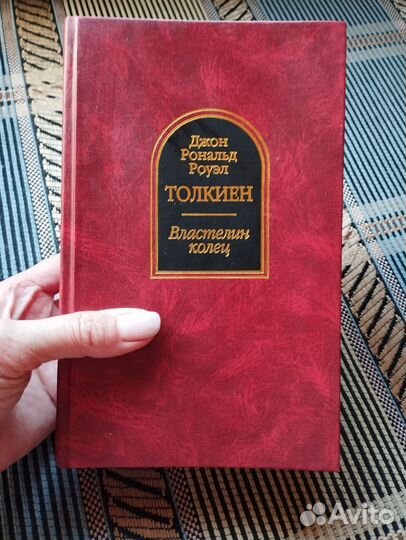 Джон
Рональд
Роуэл
ТОЛКИЕН
Властелин
колец
Avito